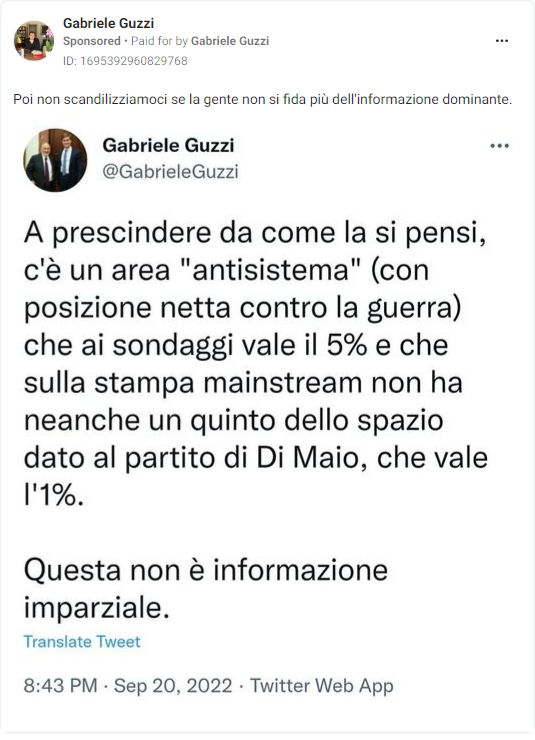 Gabriele Guzzi
Sponsored • Paid for by Gabriele Guzzi
ID: 1695392960829768
Poi non scandilizziamoci se la gente non si fida più dell'informazione dominante.
Gabriele Guzzi
@GabrieleGuzzi
A prescindere da come la si pensi,
c'è un area "antisistema" (con
posizione netta contro la guerra)
che ai sondaggi vale il 5% e che
sulla stampa mainstream non ha
neanche un quinto dello spazio
dato al partito di Di Maio, che vale
l'1%.
Questa non è informazione
imparziale.
Translate Tweet
8:43 PM · Sep 20, 2022 · Twitter Web App